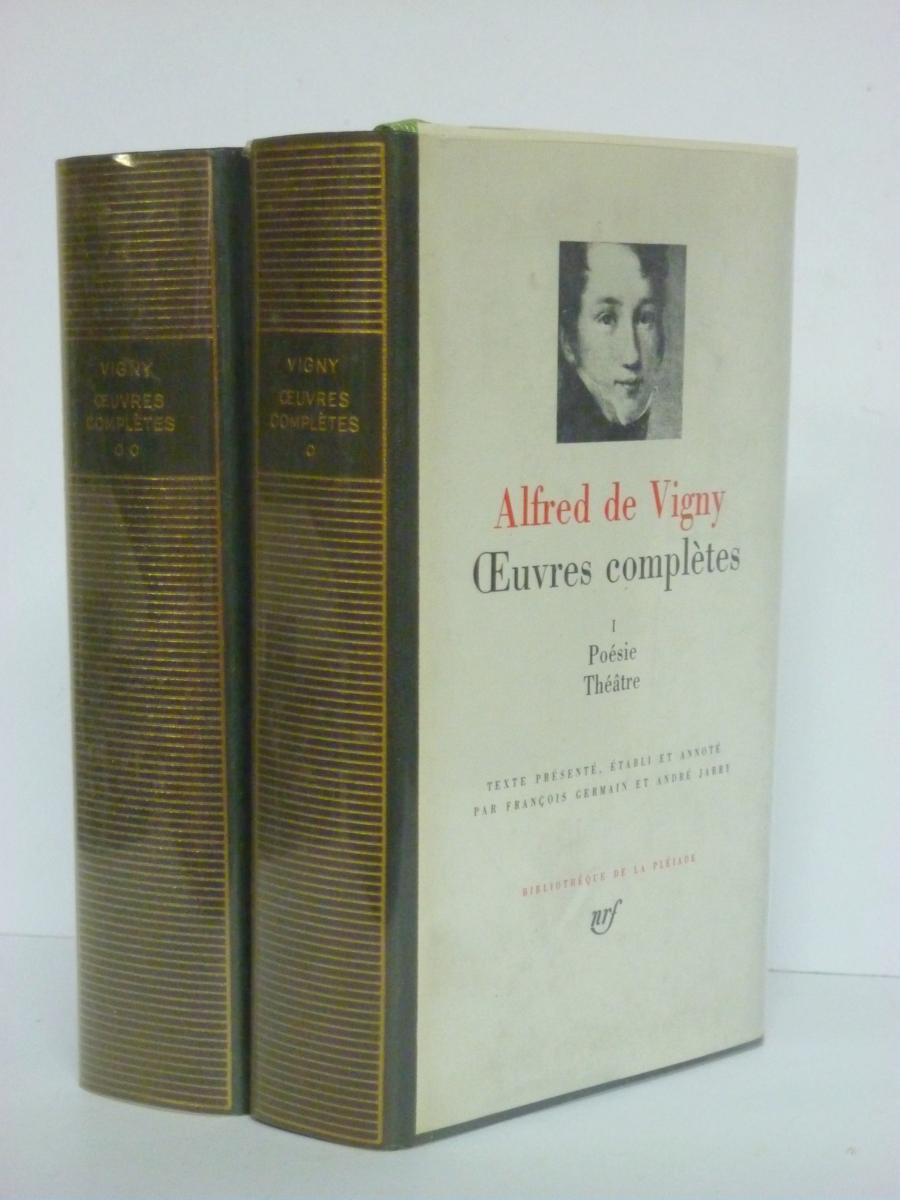 VIGNY
ŒUVRES
COMPLÈTES
VIGNY
ŒUVRES
COMPLÈTES
Alfred de Vigny
Œuvres complètes
I
Poésie
Théâtre
TEXTE PRÉSENTÉ, ÉTABLI ET ANNOTÉ
PAR FRANÇOIS GERMAIN ET ANDRÉ JARRY
BIBLIOTHÈQUE DE LA PLÉIADE
nrf